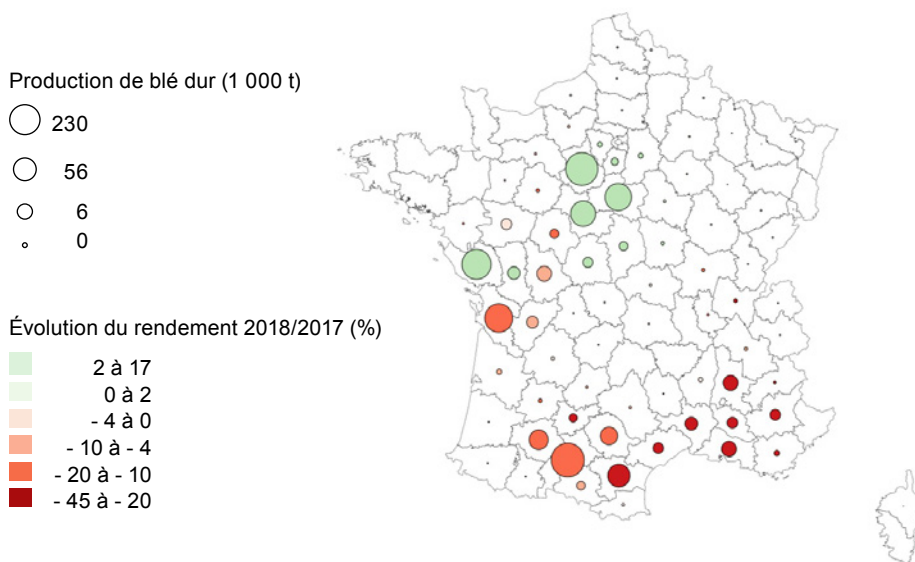 Production de blé dur (1 000 t)
230
56
6
0
Évolution du rendement 2018/2017 (%)
2 à 17
0 à 2
- 4 à 0
- 10 à - 4
- 20 à - 10
- 45 à - 20